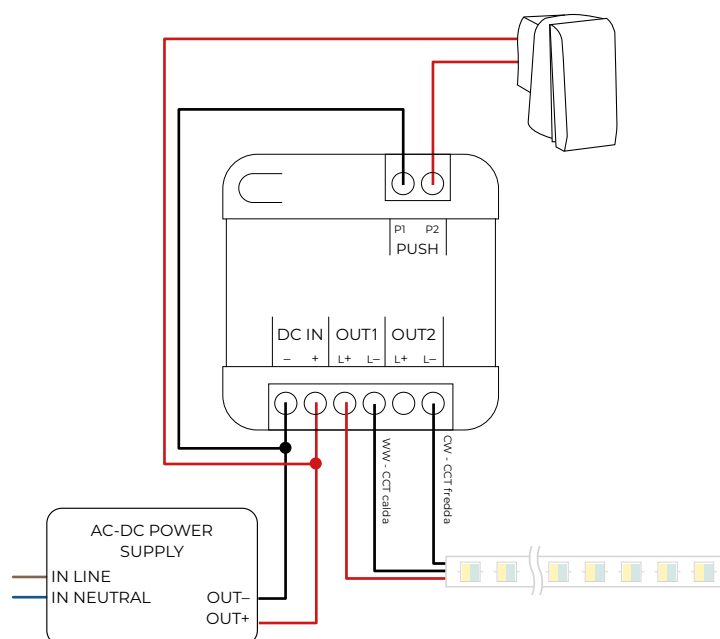 P1 P2
PUSH
DC IN OUT1 OUT2
– + L+ L– L+ L–
WW - CCT calda
CW - CCT fredda
AC-DC POWER
SUPPLY
IN LINE
IN NEUTRAL
OUT–
OUT+